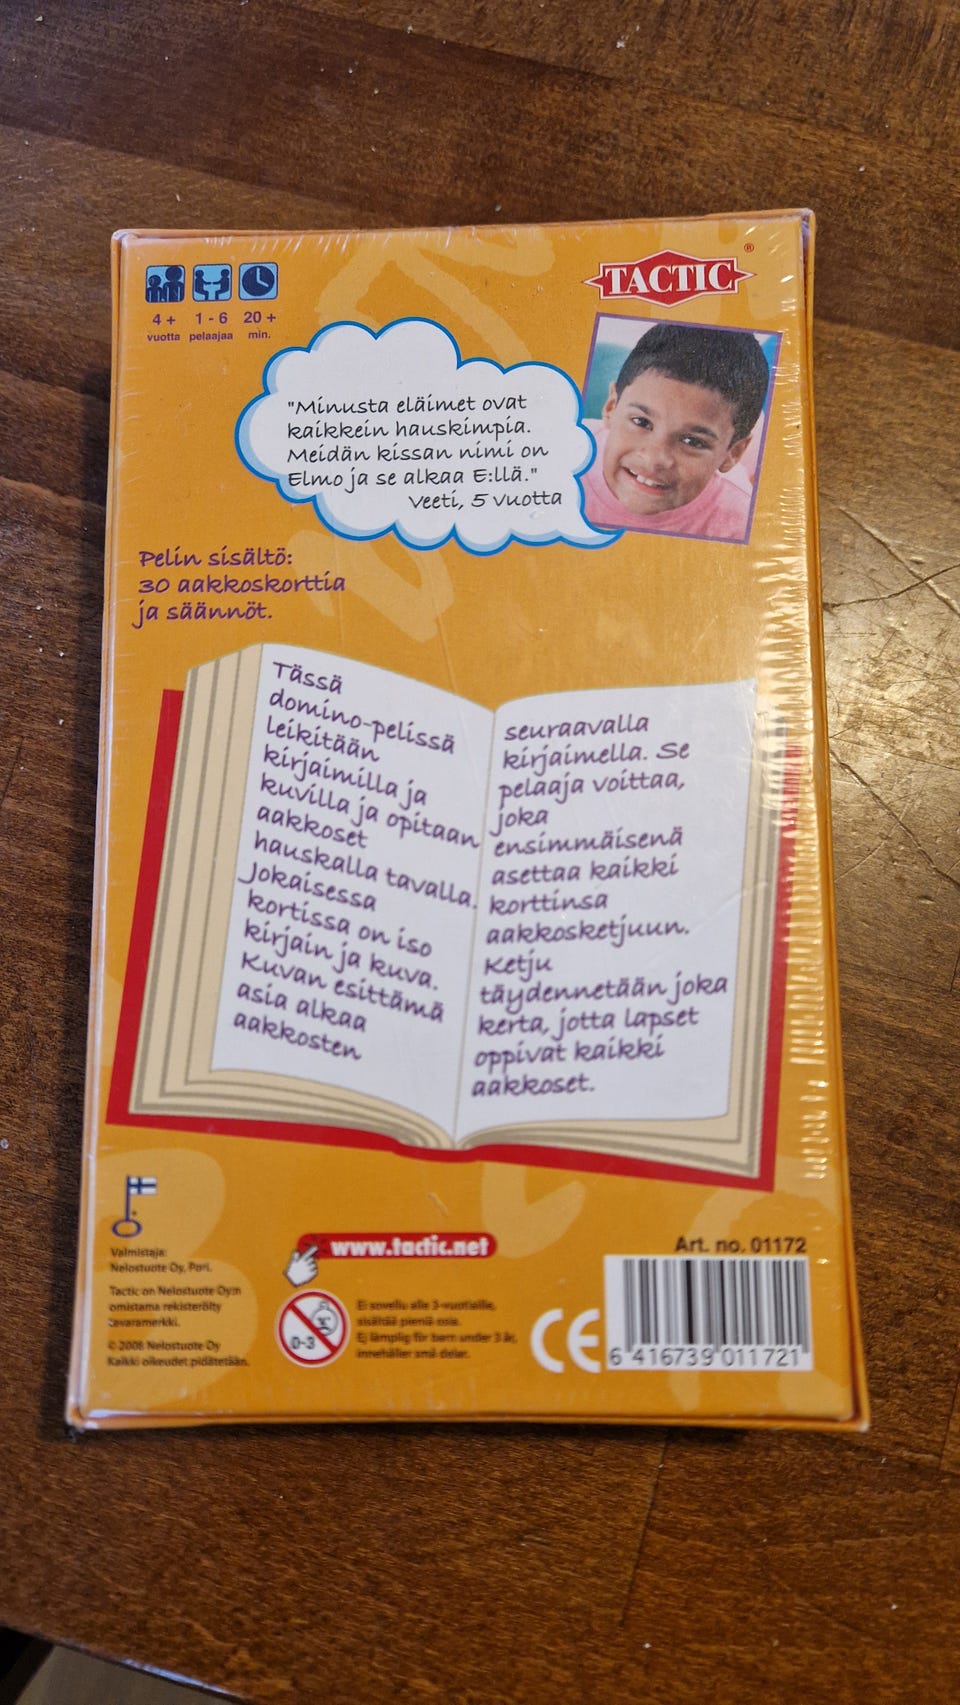 TACTIC®
4 +
vuotta
1 - 6
pelaajaa
20 +
min.
"Minusta eläimet ovat
kaikkein hauskimpia.
Meidän kissan nimi on
Elmo ja se alkaa E:llä."
Veeti, 5 vuotta
Pelin sisältö:
30 aakkoskorttia
ja säännöt.
Tässä
domino-pelissä
leikitään
kirjaimilla ja
kuvilla ja opitaan
aakkoset
hauskalla tavalla.
Jokaisessa
kortissa on iso
kirjain ja kuva.
Kuvan esittämä
asia alkaa
aakkosten
seuraavalla
kirjaimella. Se
pelaaja voittaa,
joka
ensimmäisenä
asettaa kaikki
korttinsa
aakkosketjuun.
Ketju
täydennetään joka
kerta, jotta lapset
oppivat kaikki
aakkoset.
Valmistaja:
Nelostuote Oy, Pori.
Tactic on Nelostuote Oy:n
omistama rekisteröity
tavaramerkki.
© 2008 Nelostuote Oy
Kaikki oikeudet pidätetään.
www.tactic.net
0-3
Ei sovellu alle 3-vuotiaille,
sisältää pieniä osia.
Ej lämplig för barn under 3 år,
innehåller små delar.
CE
Art. no. 01172
6 416739 011721